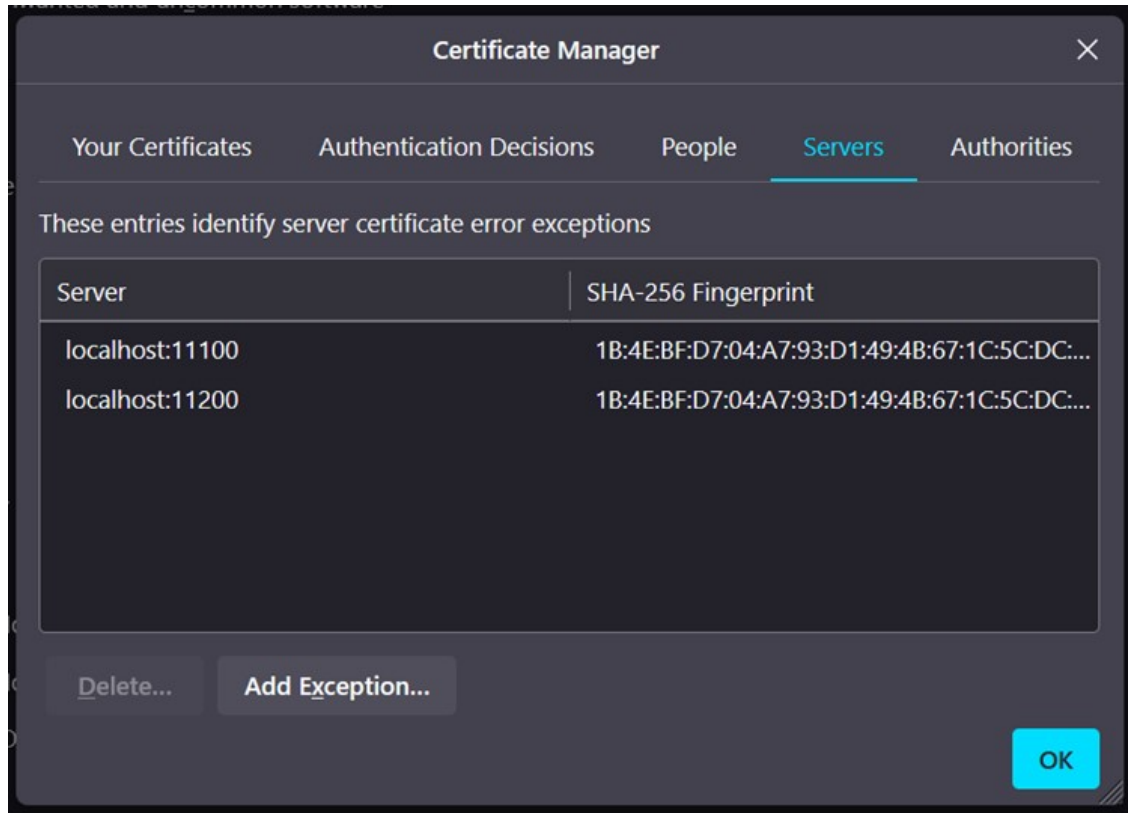 Certificate Manager
Your Certificates Authentication Decisions People Servers Authorities
These entries identify server certificate error exceptions
Server SHA-256 Fingerprint
localhost:11100 1B:4E:BF:D7:04:A7:93:D1:49:4B:67:1C:5C:DC:...
localhost:11200 1B:4E:BF:D7:04:A7:93:D1:49:4B:67:1C:5C:DC:...
Delete... Add Exception...
OK